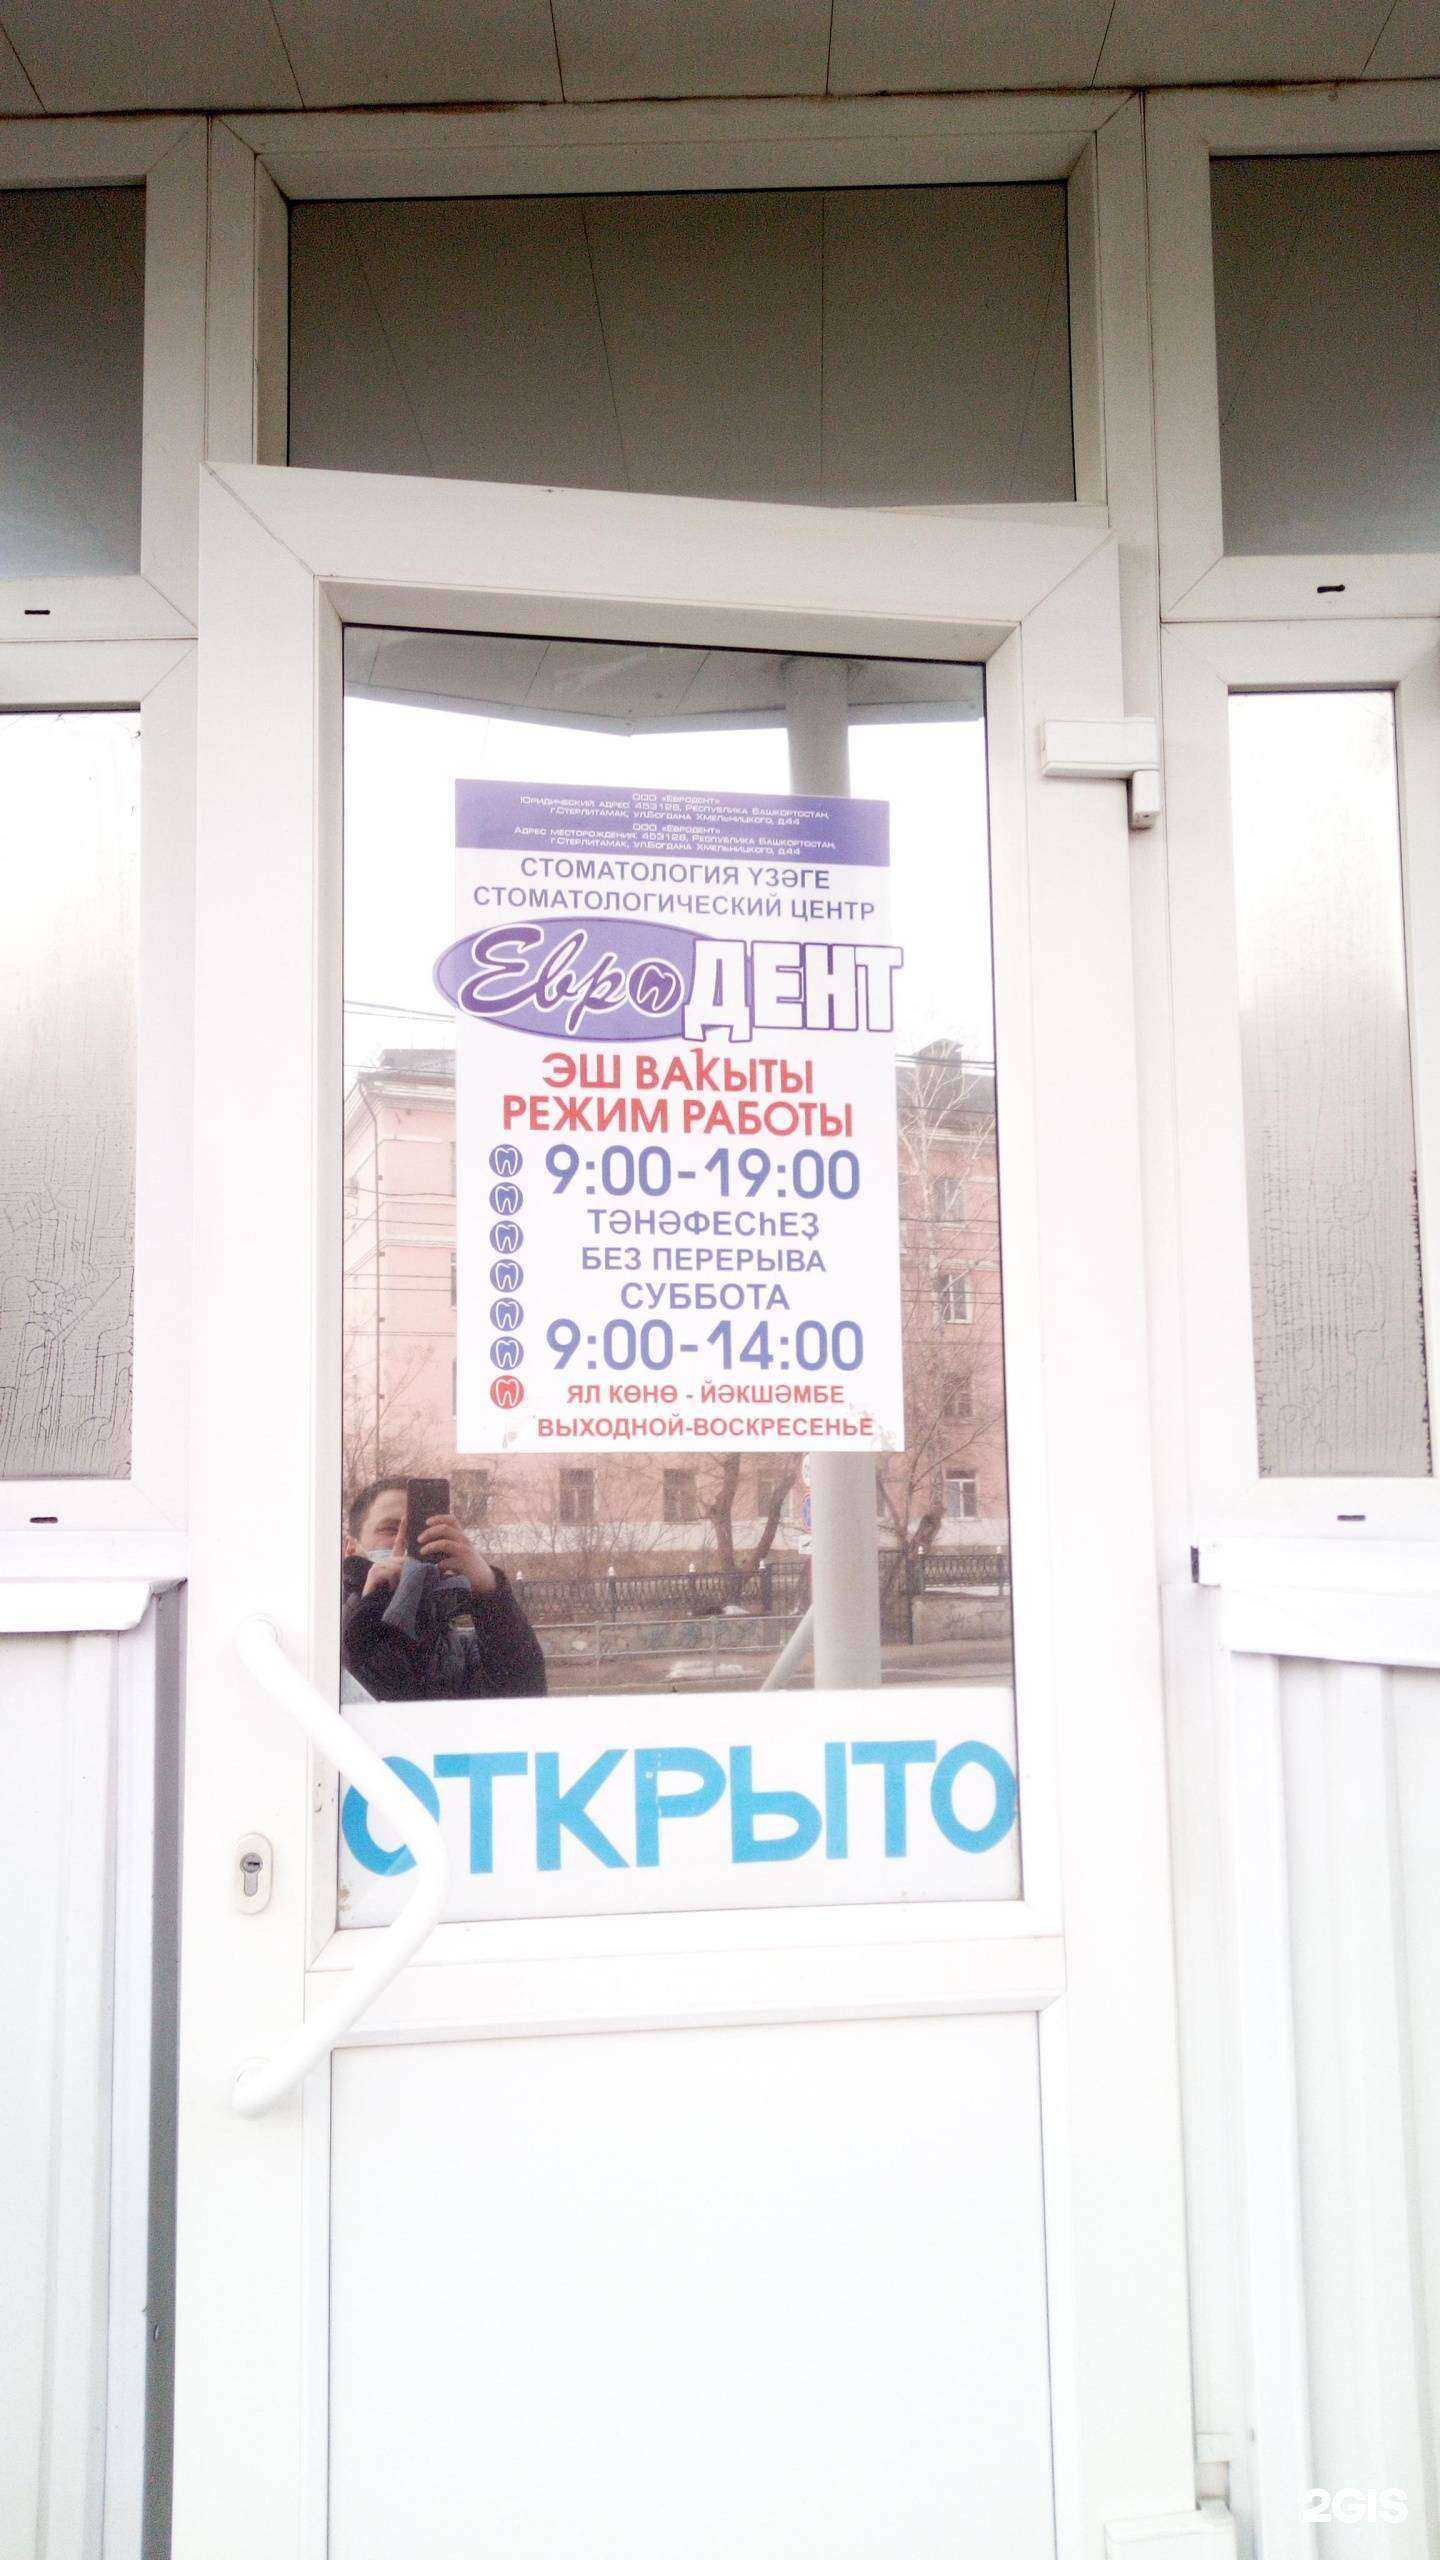 ООО «ЕВРОДЕНТ»
ЮРИДИЧЕСКИЙ АДРЕС 453126, РЕСПУБЛИКА БАШКОРТОСТАН,
Г.СТЕРЛИТАМАК, УЛ.БОГДАНА ХМЕЛЬНИЦКОГО, Д.44
ООО «ЕВРОДЕНТ»
АДРЕС МЕСТОРОЖДЕНИЯ: 453126, РЕСПУБЛИКА БАШКОРТОСТАН,
Г.СТЕРЛИТАМАК, УЛ.БОГДАНА ХМЕЛЬНИЦКОГО, Д.44
СТОМАТОЛОГИЯ ҮЗӘГЕ
СТОМАТОЛОГИЧЕСКИЙ ЦЕНТР
ЕвроДЕНТ
ЭШ ВАҠЫТЫ
РЕЖИМ РАБОТЫ
9:00-19:00
ТӘНӘФЕСҺЕҘ
БЕЗ ПЕРЕРЫВА
СУББОТА
9:00-14:00
ЯЛ КӨНӨ - ЙӘКШӘМБЕ
ВЫХОДНОЙ-ВОСКРЕСЕНЬЕ
ОТКРЫТО
2GIS